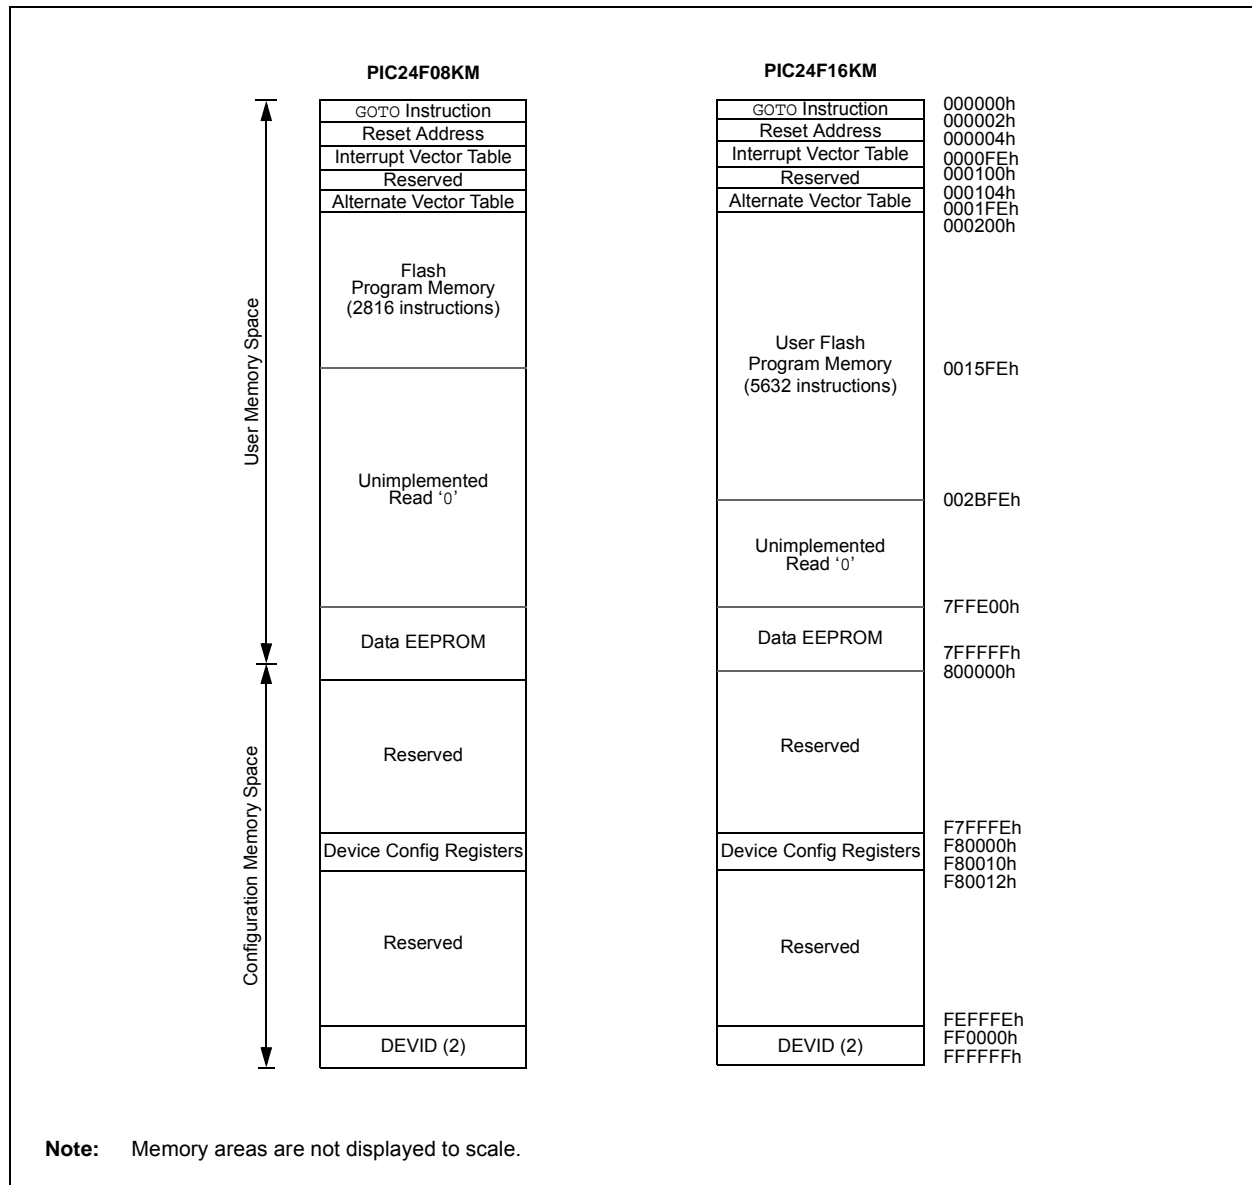 PIC24F08KM
PIC24F16KM
GOTO Instruction
Reset Address
Interrupt Vector Table
Reserved
Alternate Vector Table
Flash
Program Memory
(2816 instructions)
Unimplemented
Read ‘0’
Data EEPROM
Reserved
Device Config Registers
Reserved
DEVID (2)
GOTO Instruction
Reset Address
Interrupt Vector Table
Reserved
Alternate Vector Table
User Flash
Program Memory
(5632 instructions)
Unimplemented
Read ‘0’
Data EEPROM
Reserved
Device Config Registers
Reserved
DEVID (2)
000000h
000002h
000004h
0000FEh
000100h
000104h
0001FEh
000200h
0015FEh
002BFEh
7FFE00h
7FFFFFh
800000h
F7FFFEh
F80000h
F80010h
F80012h
FEFFFEh
FF0000h
FFFFFFh
User Memory Space
Configuration Memory Space
Note: Memory areas are not displayed to scale.